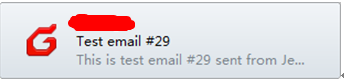 Test email #29
This is test email #29 sent from Je...